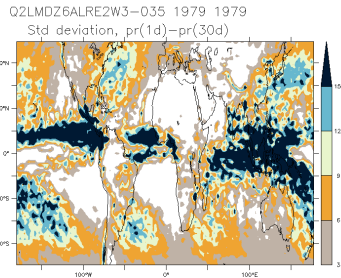 Q2LMDZ6ALRE2W3-035 1979 1979
Std deviation, pr(1d)-pr(30d)
15
12
0°
9
6
3
100°W 0° 100°E